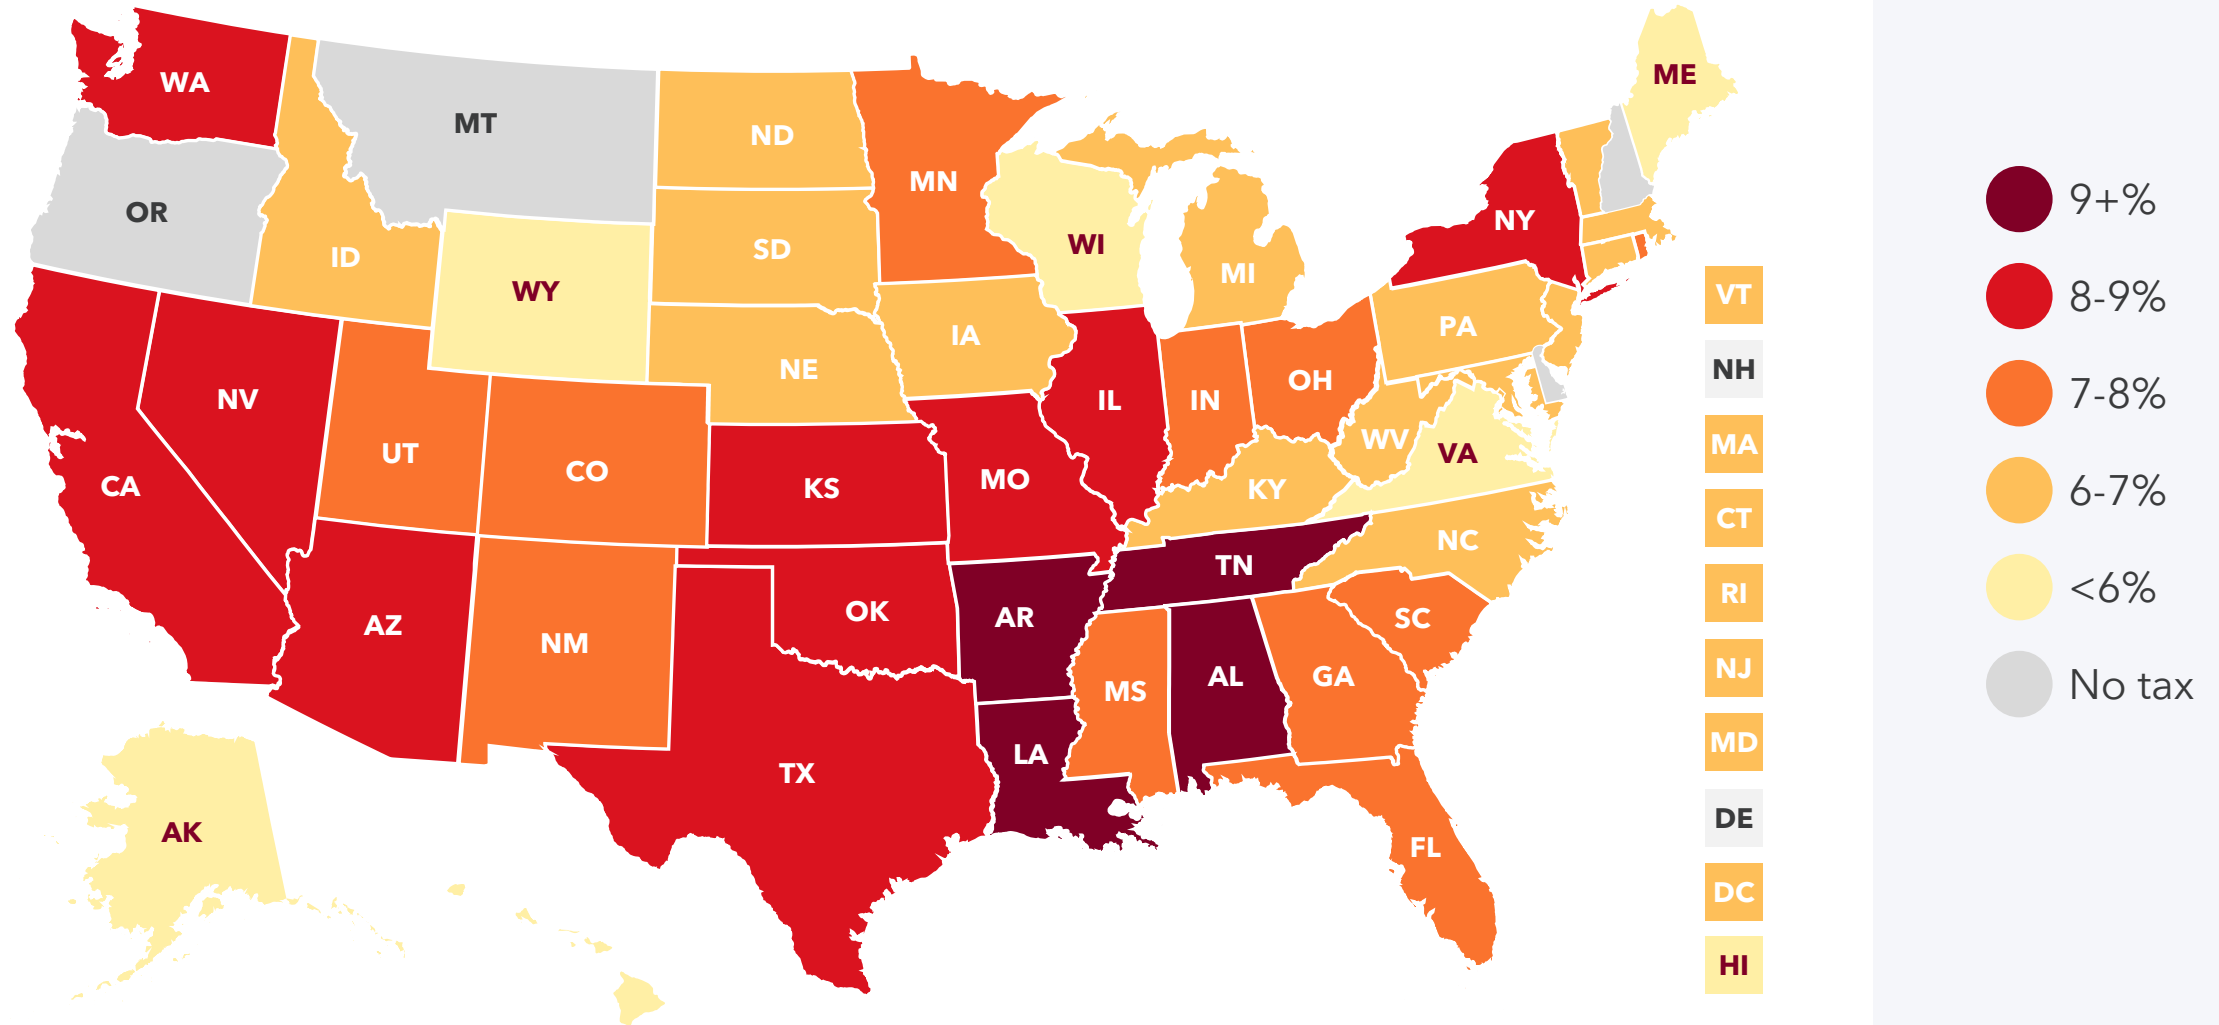 WA
MT
ND
MN
ME
OR
ID
WY
SD
WI
MI
NY
NV
UT
CO
NE
IA
IL
IN
OH
PA
CA
KS
MO
KY
WV
VA
AZ
NM
OK
AR
TN
NC
TX
LA
MS
AL
GA
SC
FL
AK
VT
NH
MA
CT
RI
NJ
MD
DE
DC
HI
9+%
8-9%
7-8%
6-7%
<6%
No tax